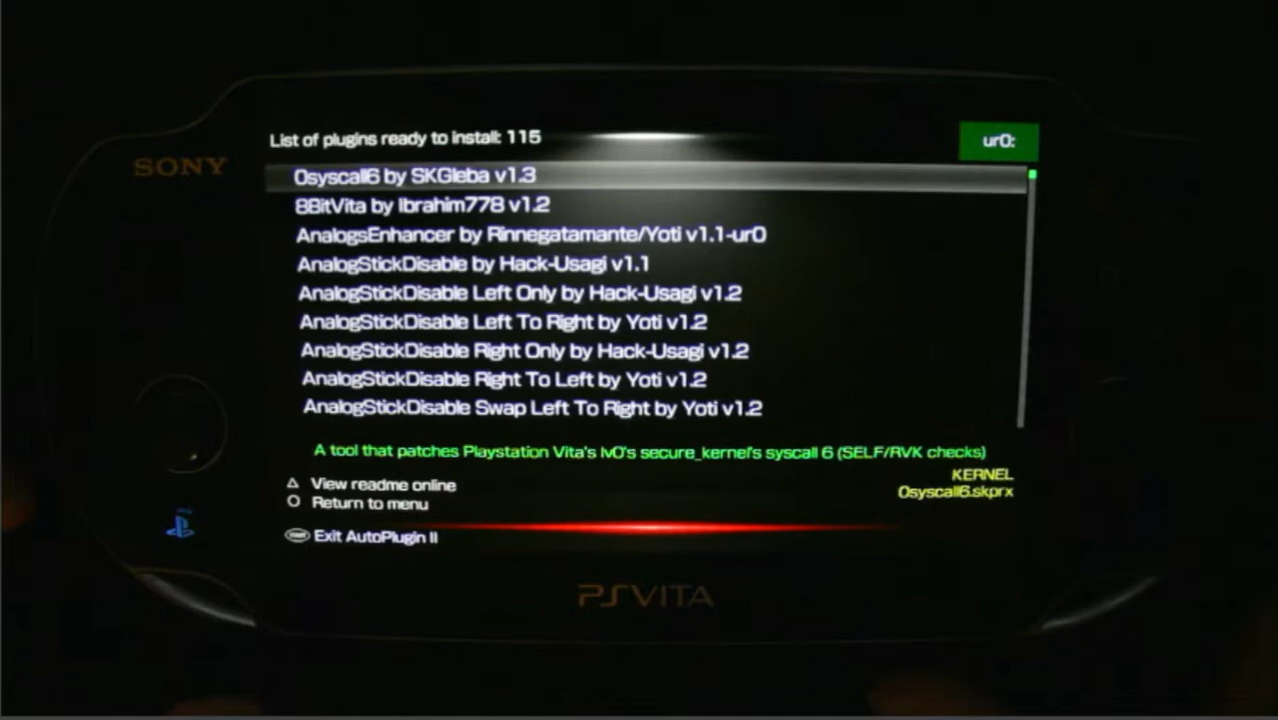 List of plugins ready to install: 115
ur0:
SONY
0syscall6 by SKGleba v1.3
8BitVita by Ibrahim778 v1.2
AnalogsEnhancer by Rinnegatamante/Yoti v1.1-ur0
AnalogStickDisable by Hack-Usagi v1.1
AnalogStickDisable Left Only by Hack-Usagi v1.2
AnalogStickDisable Left To Right by Yoti v1.2
AnalogStickDisable Right Only by Hack-Usagi v1.2
AnalogStickDisable Right To Left by Yoti v1.2
AnalogStickDisable Swap Left To Right by Yoti v1.2
A tool that patches Playstation Vita's lv0's secure_kernel's syscall 6 (SELF/RVK checks)
KERNEL
△ View readme online
0syscall6.skprx
O Return to menu
START Exit AutoPlugin II
PSVITA